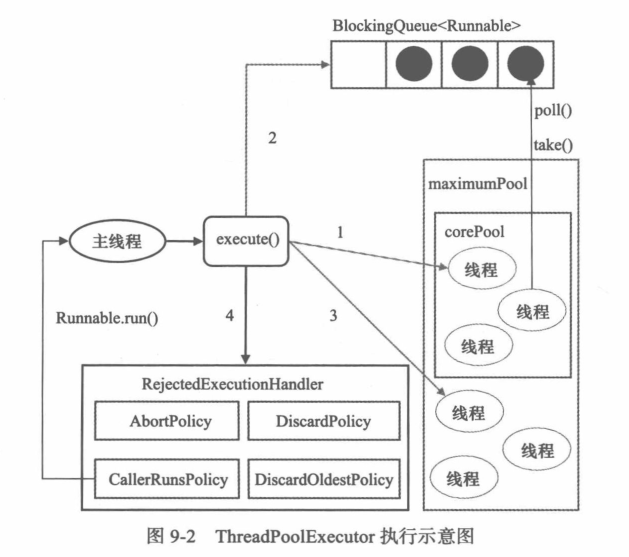 BlockingQueue<Runnable>
poll()
2
take()
maximumPool
corePool
主线程
execute()
1
线程
线程
Runnable.run()
4
3
线程
RejectedExecutionHandler
AbortPolicy
DiscardPolicy
线程
线程
CallerRunsPolicy
DiscardOldestPolicy
线程
图 9-2 ThreadPoolExecutor 执行示意图